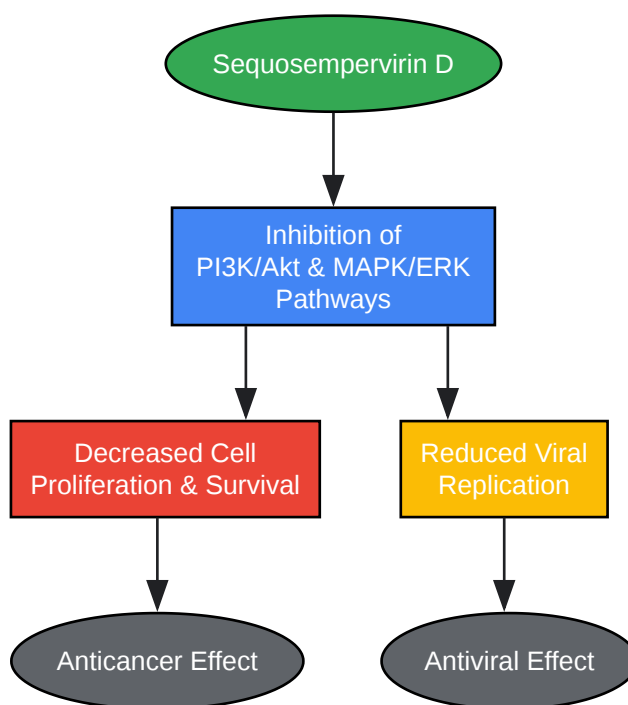 Sequosempervirin D
Inhibition of
PI3K/Akt & MAPK/ERK
Pathways
Decreased Cell
Proliferation & Survival
Reduced Viral
Replication
Anticancer Effect
Antiviral Effect